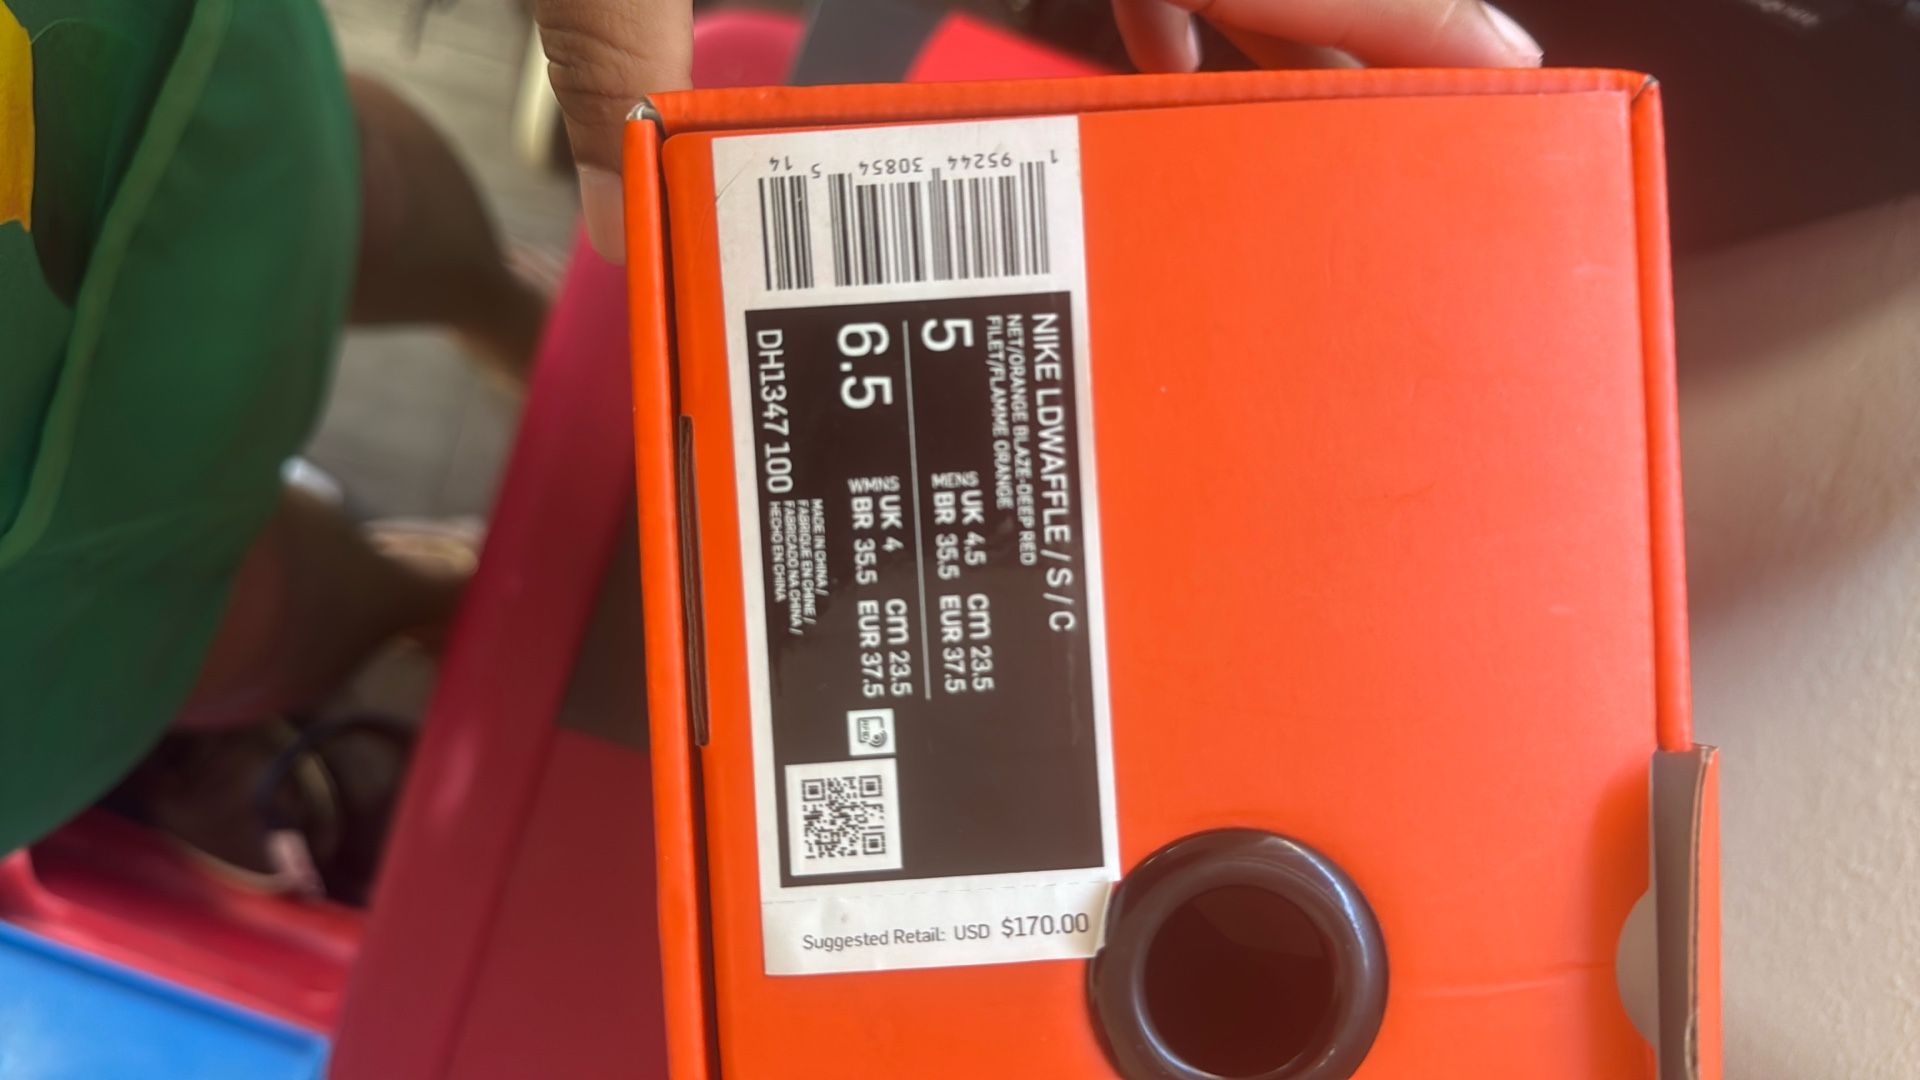 NIKE LDWAFFLE / S / C
NET/ORANGE BLAZE-DEEP RED
FILET/FLAMME ORANGE
5
MENS UK 4.5 cm 23.5
BR 35.5 EUR 37.5
6.5
WMNS UK 4 cm 23.5
BR 35.5 EUR 37.5
DH1347 100
MADE IN CHINA /
FABRIQUE EN CHINE /
FABRICADO NA CHINA /
HECHO EN CHINA
1 95244 30854 5 14
Suggested Retail: USD $170.00